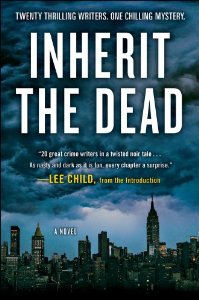 TWENTY THRILLING WRITERS. ONE CHILLING MYSTERY.
INHERIT
THE DEAD
"20 great crime writers in a twisted noir tale . . .
As nasty and dark as it is fun, every chapter a surprise."
—LEE CHILD, from the Introduction
A NOVEL